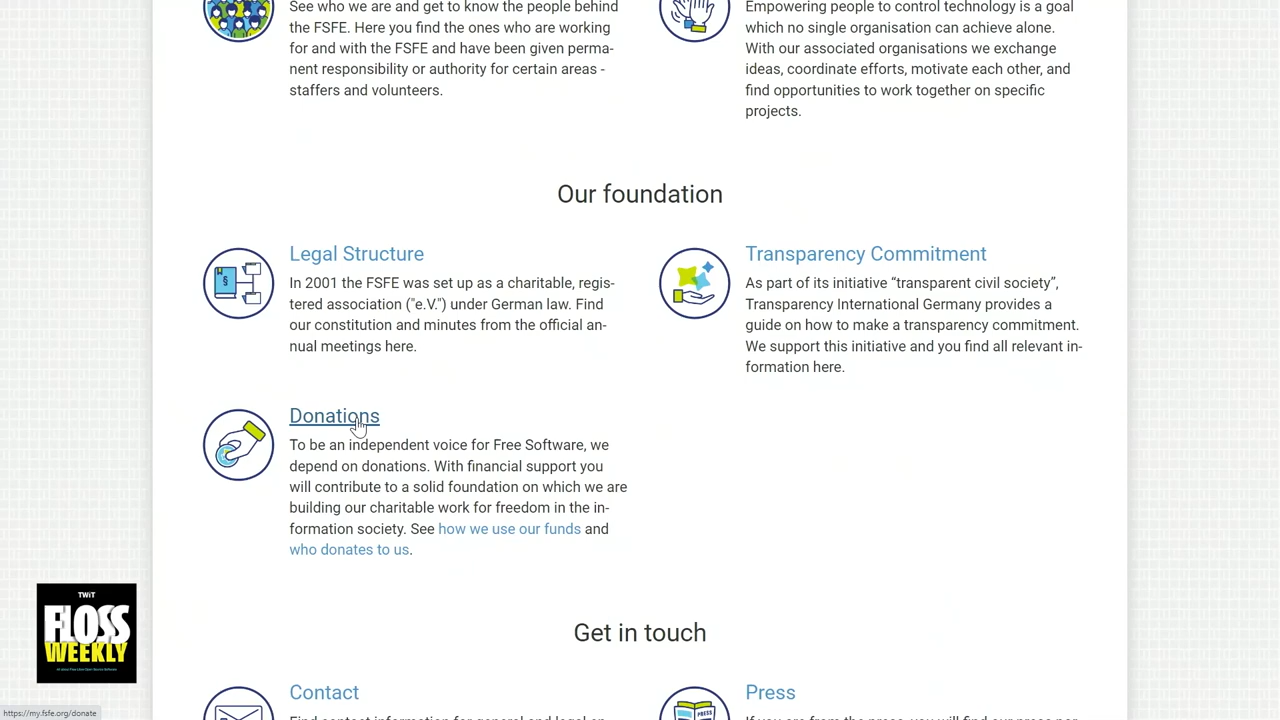 See who we are and get to know the people behind
the FSFE. Here you find the ones who are working
for and with the FSFE and have been given perma-
nent responsibility or authority for certain areas -
staffers and volunteers.
Empowering people to control technology is a goal
which no single organisation can achieve alone.
With our associated organisations we exchange
ideas, coordinate efforts, motivate each other, and
find opportunities to work together on specific
projects.
Our foundation
Legal Structure
In 2001 the FSFE was set up as a charitable, regis-
tered association ("e.V.") under German law. Find
our constitution and minutes from the official an-
nual meetings here.
Transparency Commitment
As part of its initiative “transparent civil society”,
Transparency International Germany provides a
guide on how to make a transparency commitment.
We support this initiative and you find all relevant in-
formation here.
Donations
To be an independent voice for Free Software, we
depend on donations. With financial support you
will contribute to a solid foundation on which we are
building our charitable work for freedom in the in-
formation society. See how we use our funds and
who donates to us.
TWiT
FLOSS
WEEKLY
Get in touch
Contact
Press
PRESS
https://my.fsfe.org/donate